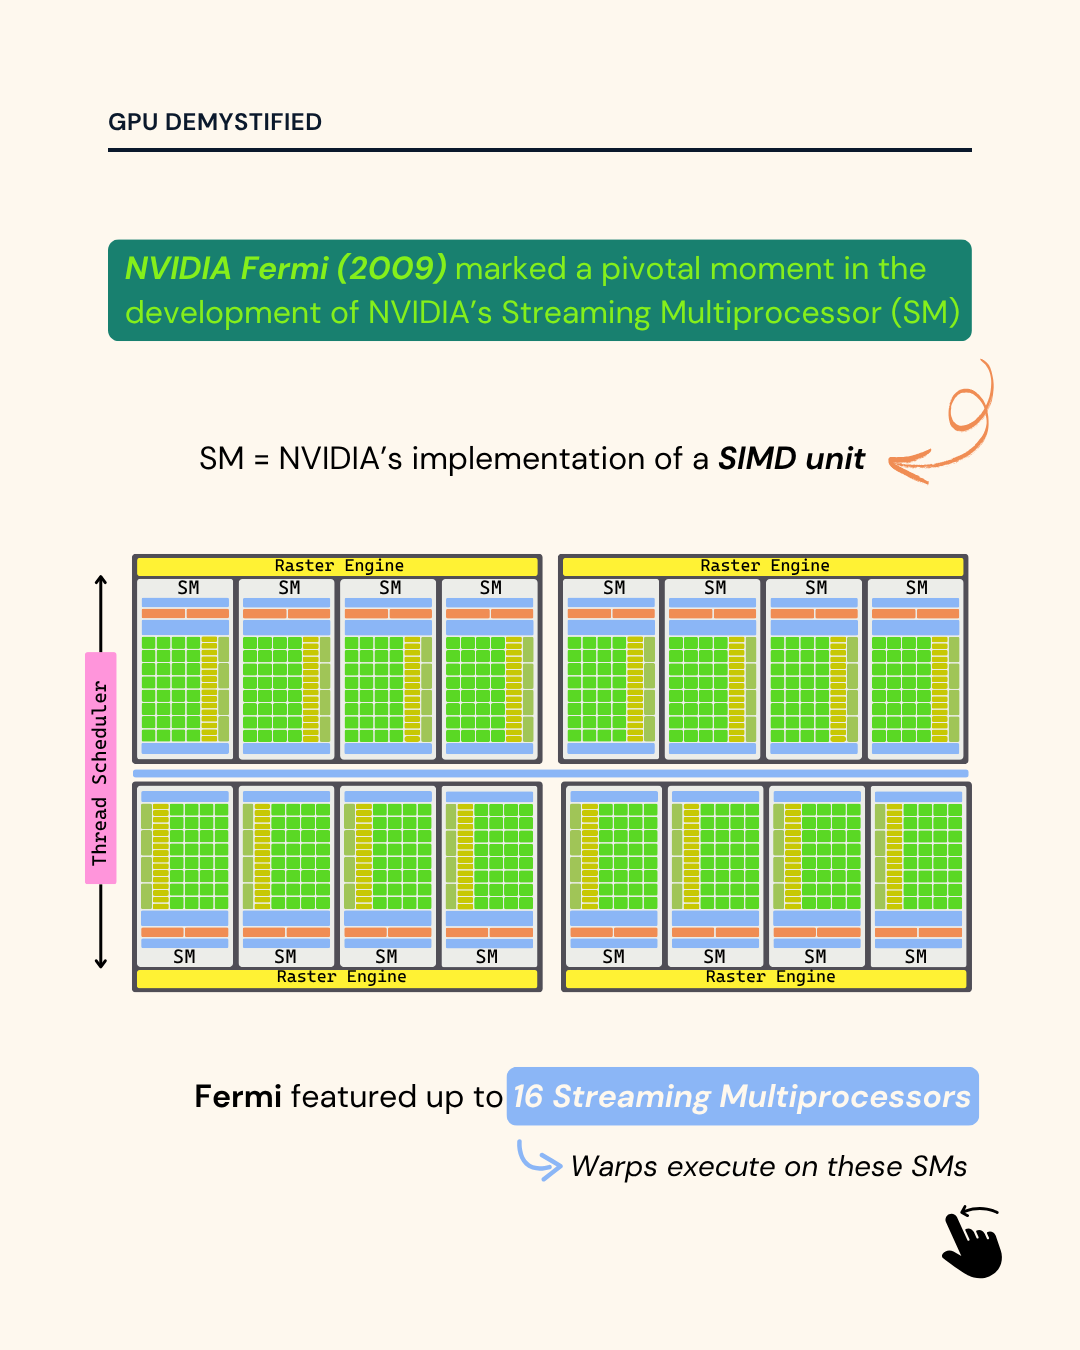 GPU DEMYSTIFIED
NVIDIA Fermi (2009) marked a pivotal moment in the
development of NVIDIA's Streaming Multiprocessor (SM)
SM = NVIDIA's implementation of a SIMD unit
Raster Engine
SM SM SM SM
Raster Engine
SM SM SM SM
Thread Scheduler
SM SM SM SM
Raster Engine
SM SM SM SM
Raster Engine
Fermi featured up to 16 Streaming Multiprocessors
Warps execute on these SMs